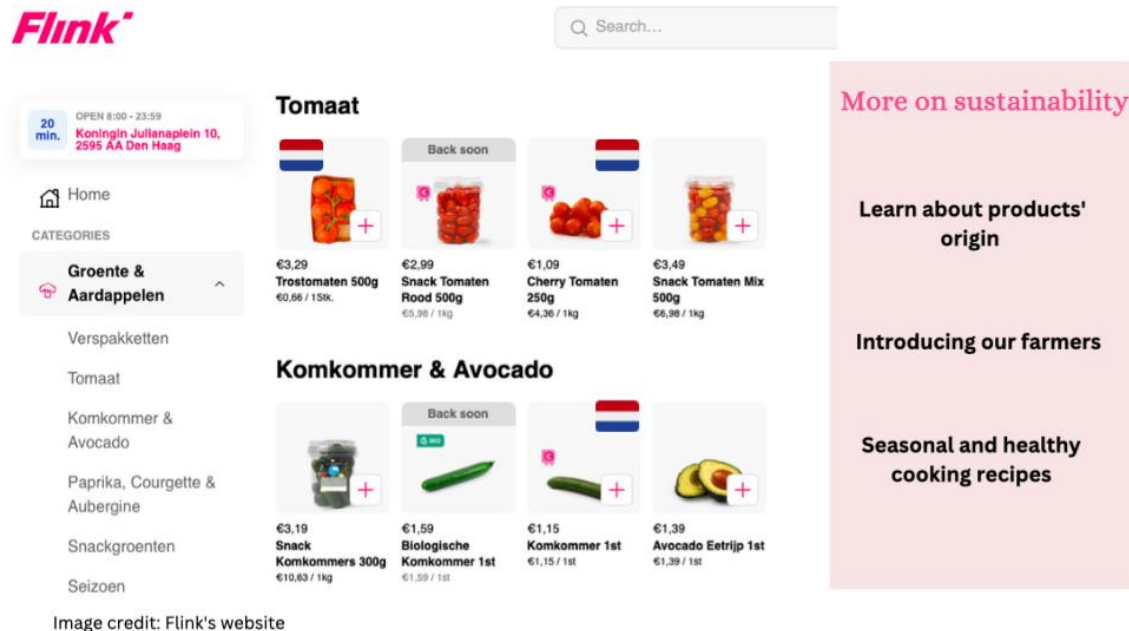 Flink
Search...
20
min.
OPEN 8:00 - 23:59
Koningin Julianaplein 10,
2595 AA Den Haag
Home
CATEGORIES
Groente &
Aardappelen
Verspakketten
Tomaat
Komkommer &
Avocado
Paprika, Courgette &
Aubergine
Snackgroenten
Seizoen
Tomaat
€3,29
Trostomaten 500g
€0,66 / 1Stk.
Back soon
€2,99
Snack Tomaten
Rood 500g
€5,98 / 1kg
€1,09
Cherry Tomaten
250g
€4,36 / 1kg
€3,49
Snack Tomaten Mix
500g
€6,98 / 1kg
Komkommer & Avocado
€3,19
Snack
Komkommers 300g
€10,63 / 1kg
Back soon
BIO
€1,59
Biologische
Komkommer 1st
€1,59 / 1st
€1,15
Komkommer 1st
€1,15 / 1st
€1,39
Avocado Eetrijp 1st
€1,39 / 1st
More on sustainability
Learn about products'
origin
Introducing our farmers
Seasonal and healthy
cooking recipes
Image credit: Flink's website